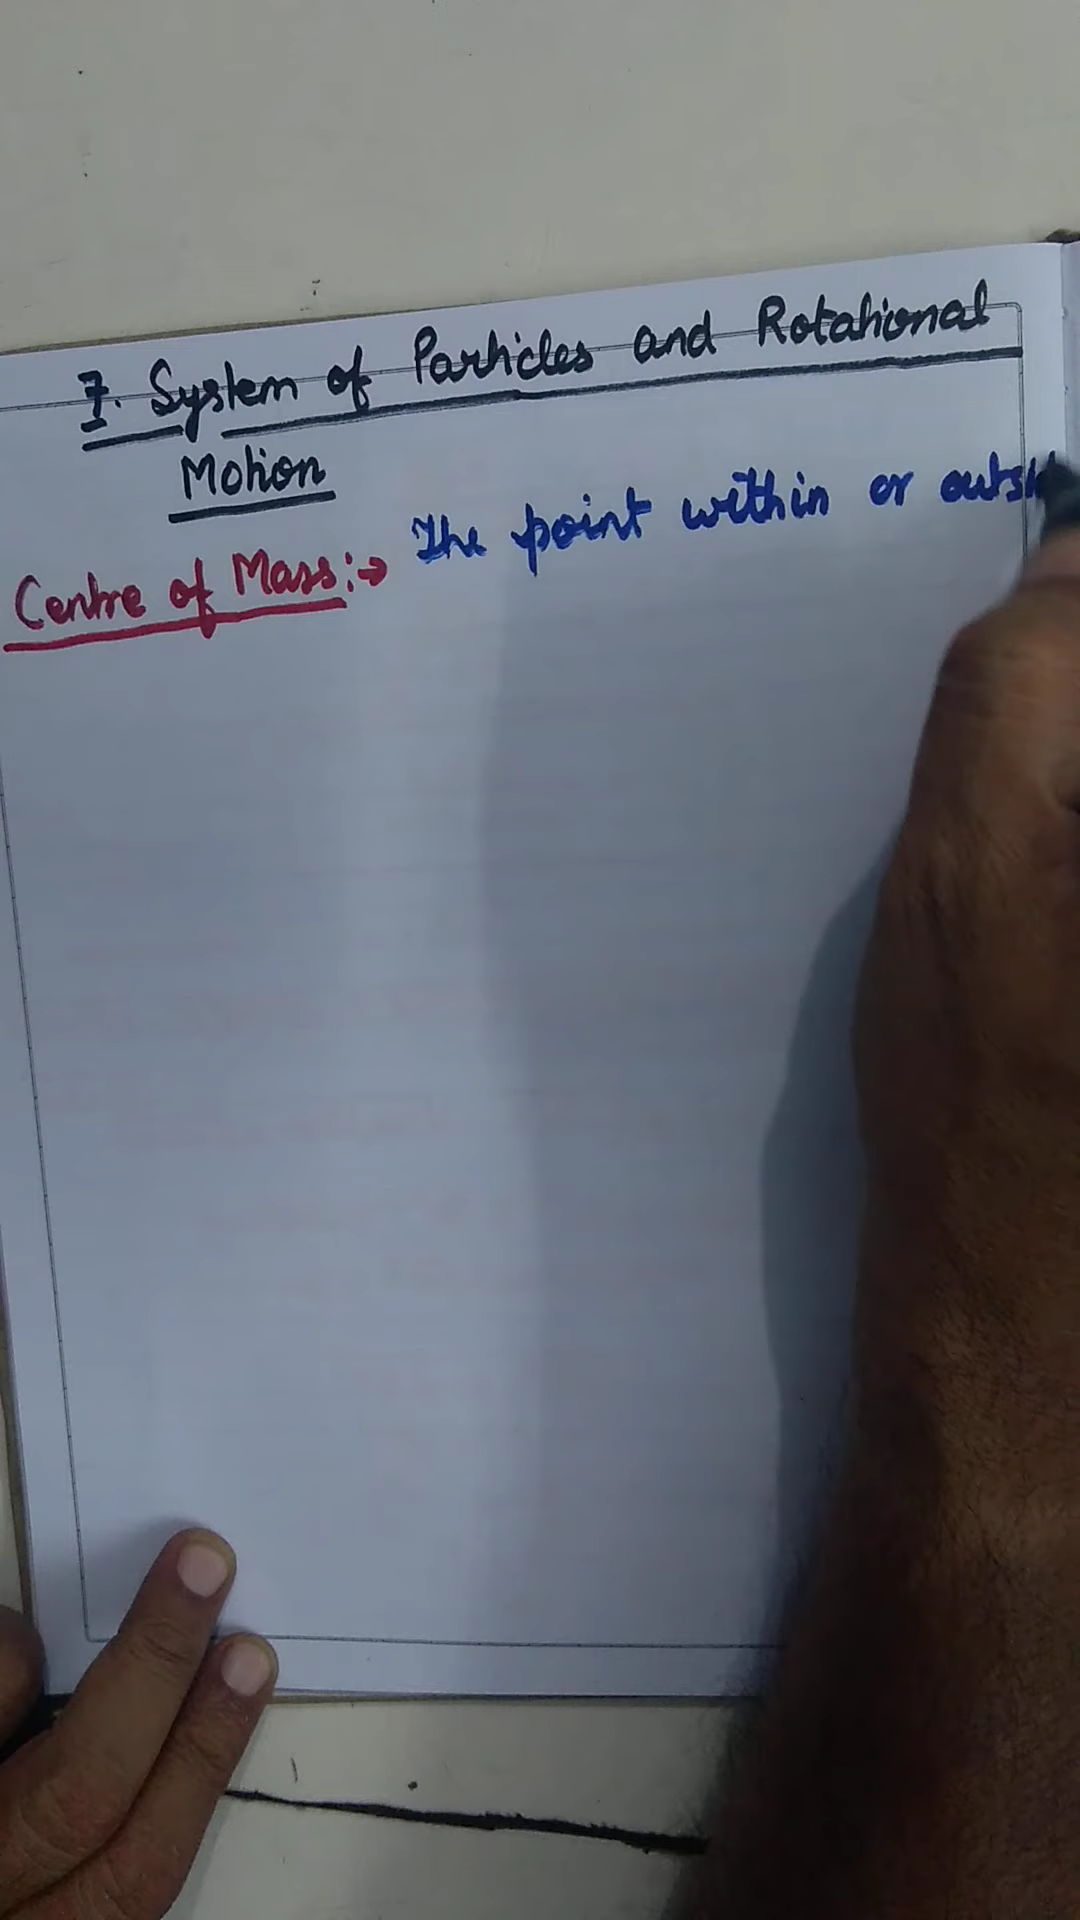 7. System of Particles and Rotational
Motion
Centre of Mass:→ The point within or